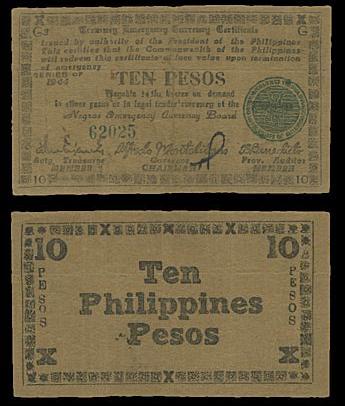 G3 G
Treasury Emergency Currency Certificate
Issued by authority of the President of the Philippines
This certifies that the Commonwealth of the Philippines
will redeem this certificate at face value upon termination
of emergency
SERIES OF
1944
TEN PESOS
Payable to the bearer on demand
in silver pesos or in legal tender currency of the
Negros Emergency Currency Board
62025
Actg. Treasurer Governor Prov. Auditor
MEMBER CHAIRMAN MEMBER
10 10
10 10
PESOS PESOS
Ten
Philippines
Pesos
X X